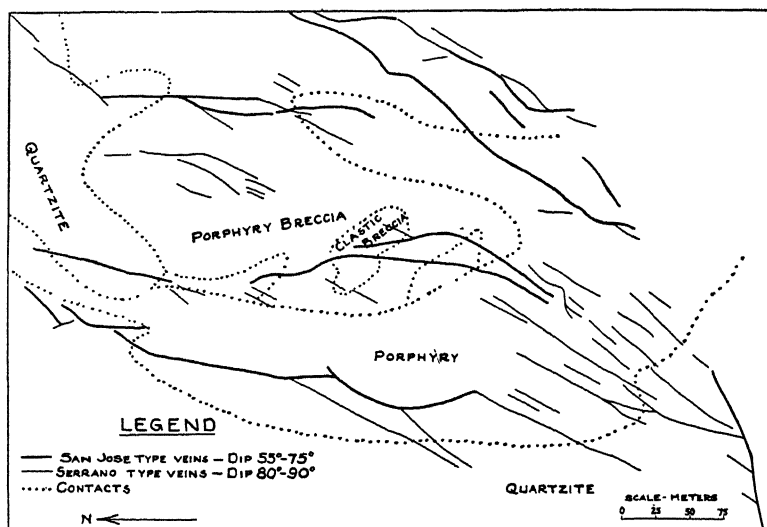 QUARTZITE
PORPHYRY BRECCIA
CLASTIC
BRECCIA
PORPHYRY
LEGEND
SAN JOSE TYPE VEINS – DIP 55°-75°
SERRANO TYPE VEINS – DIP 80°-90°
CONTACTS
N
QUARTZITE
SCALE-METERS
0 25 50 75